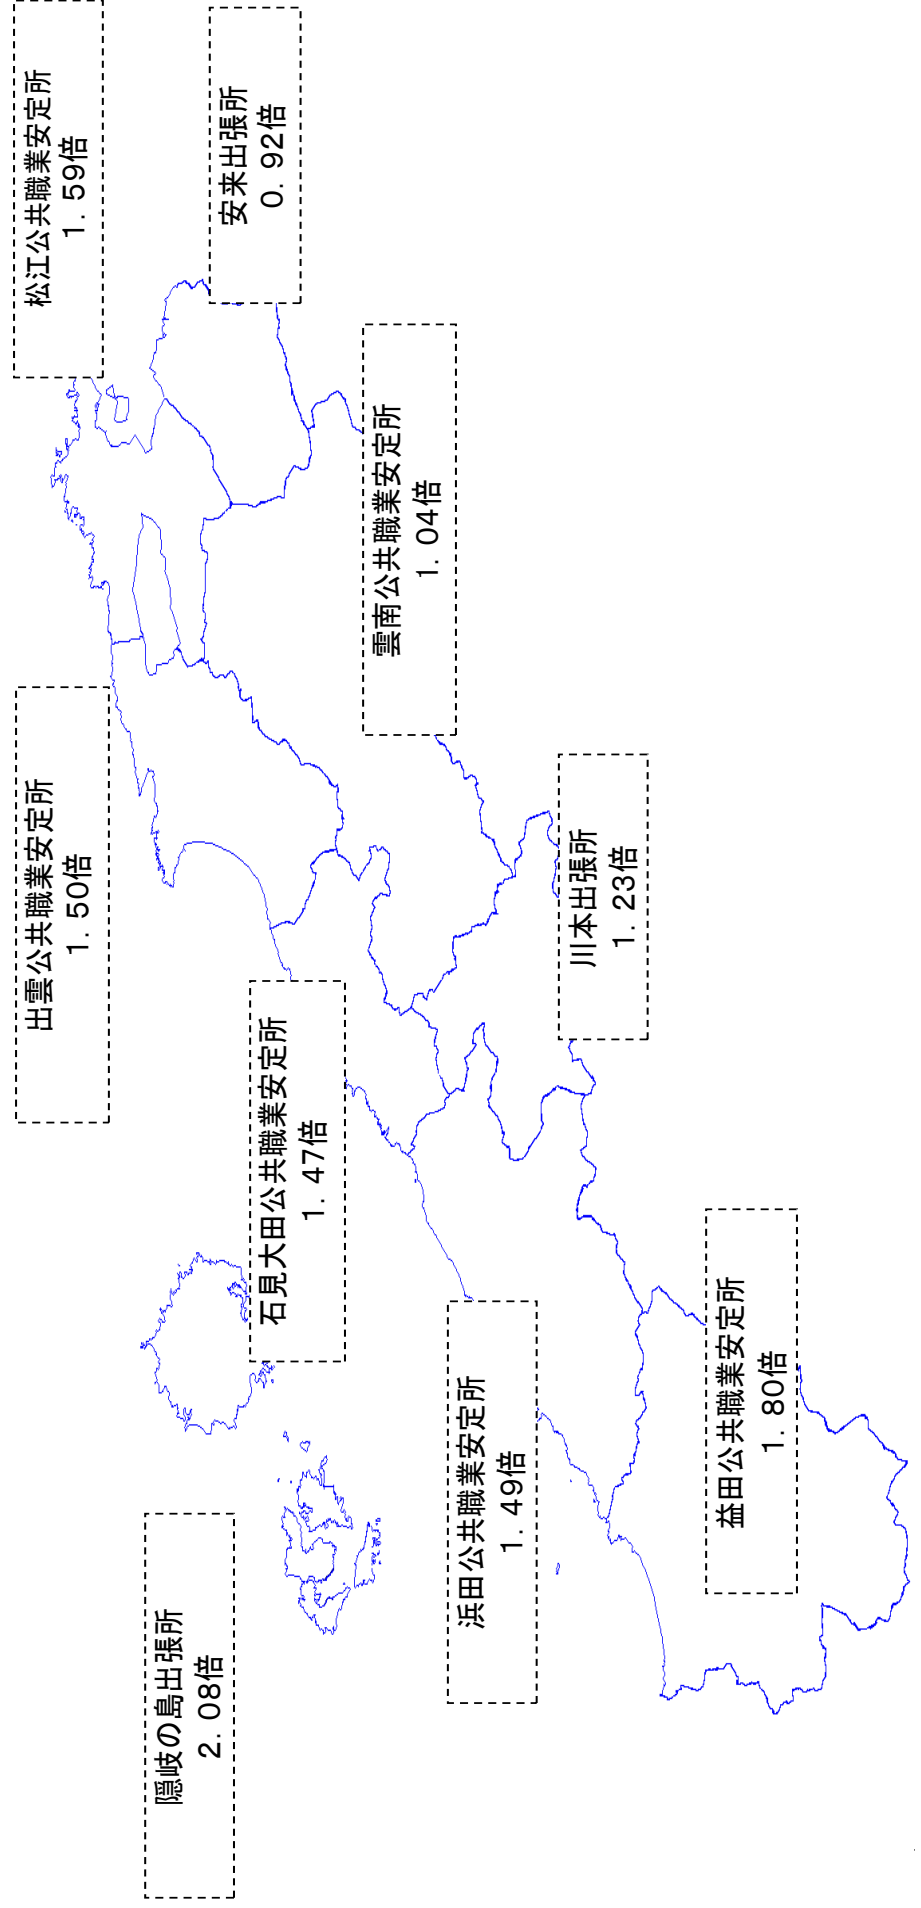 隠岐の島出張所
2. 08倍
出雲公共職業安定所
1. 50倍
松江公共職業安定所
1. 59倍
安来出張所
0. 92倍
石見大田公共職業安定所
1. 47倍
雲南公共職業安定所
1. 04倍
浜田公共職業安定所
1. 49倍
川本出張所
1. 23倍
益田公共職業安定所
1. 80倍